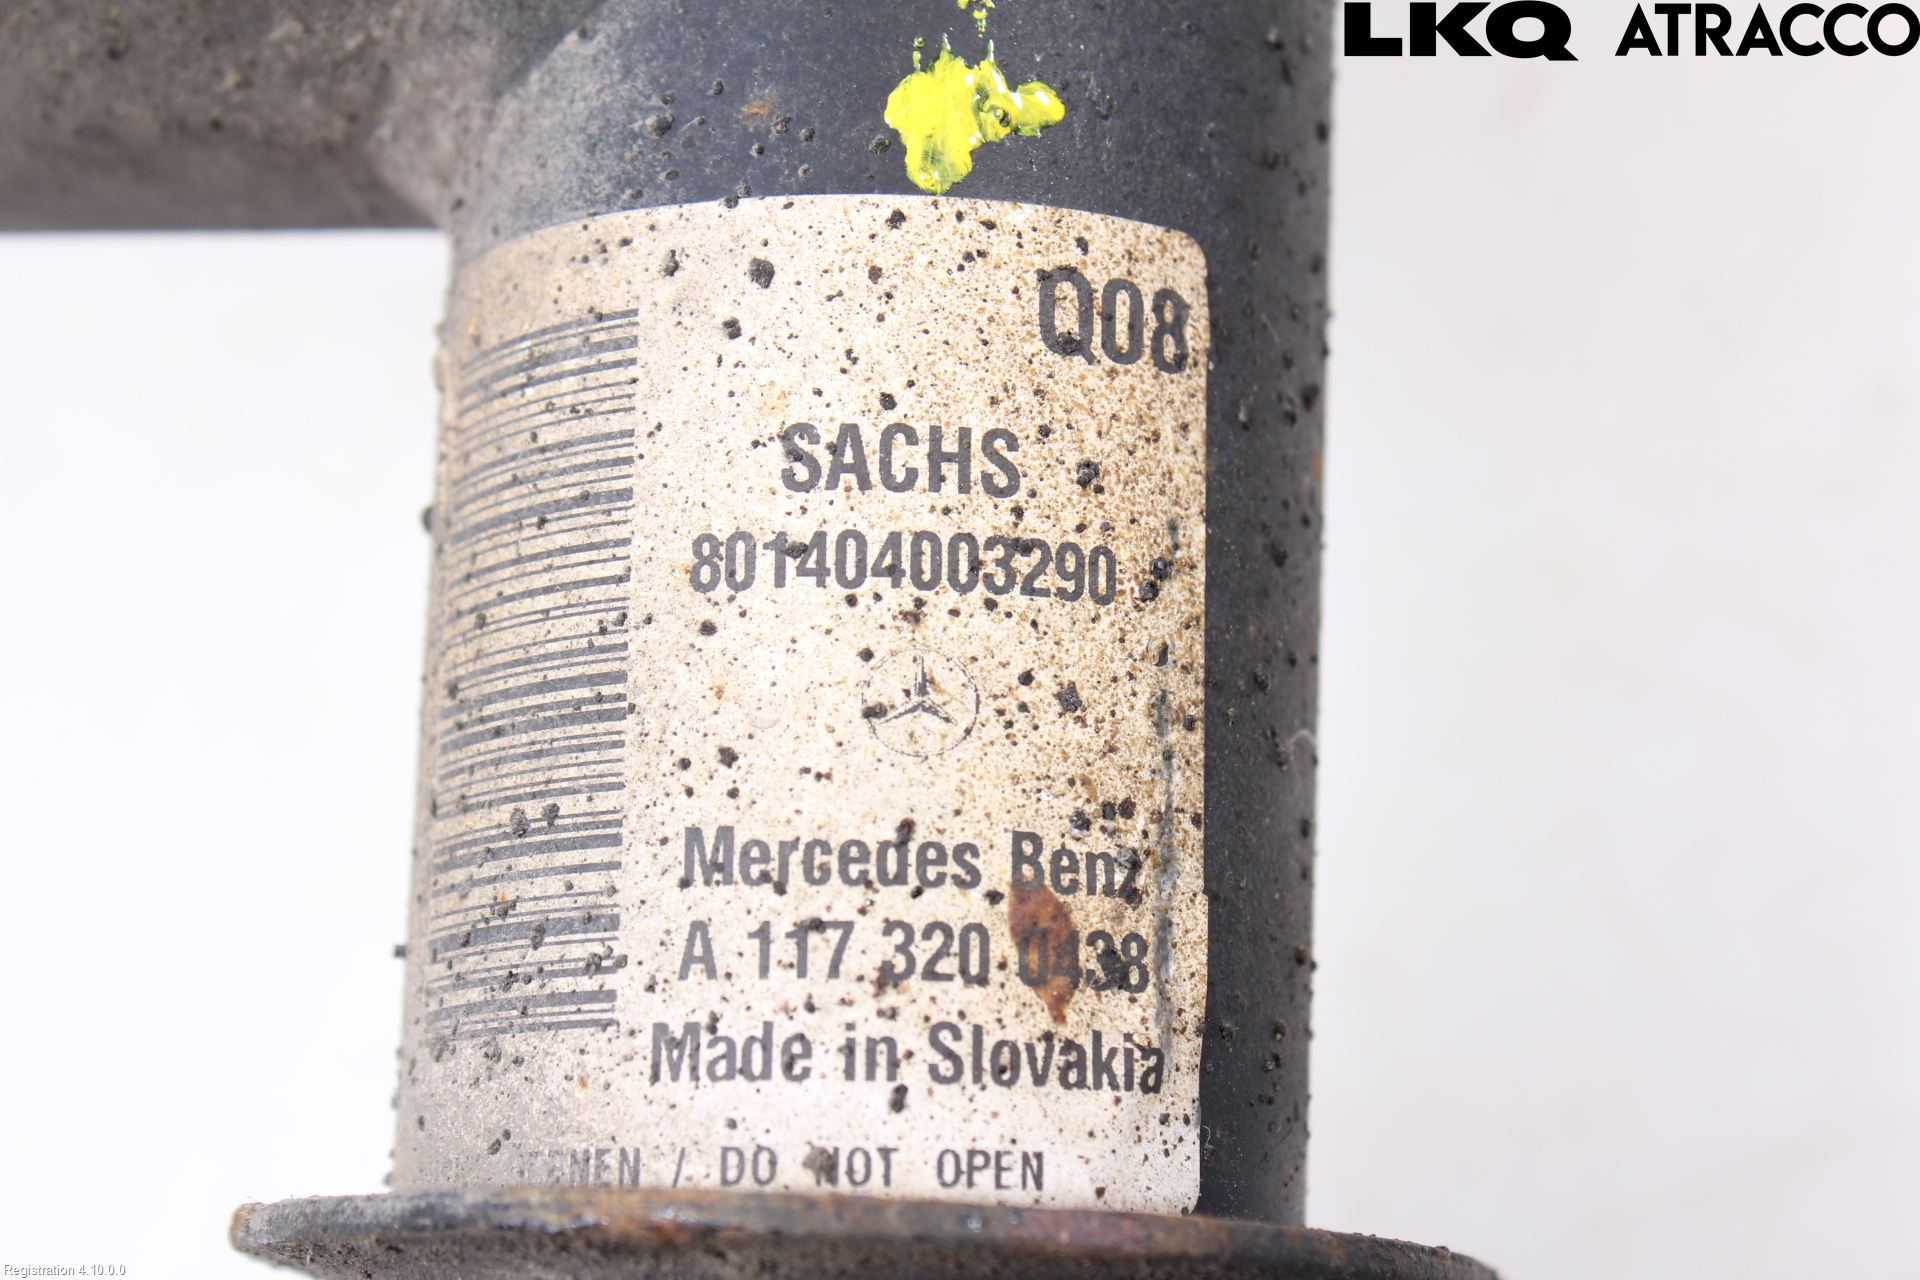 LKQ ATRACCO
Q08
SACHS
801404003290
Mercedes Benz
A 117 320 0438
Made in Slovakia
/ DO NOT OPEN
Registration 4.10.0.0